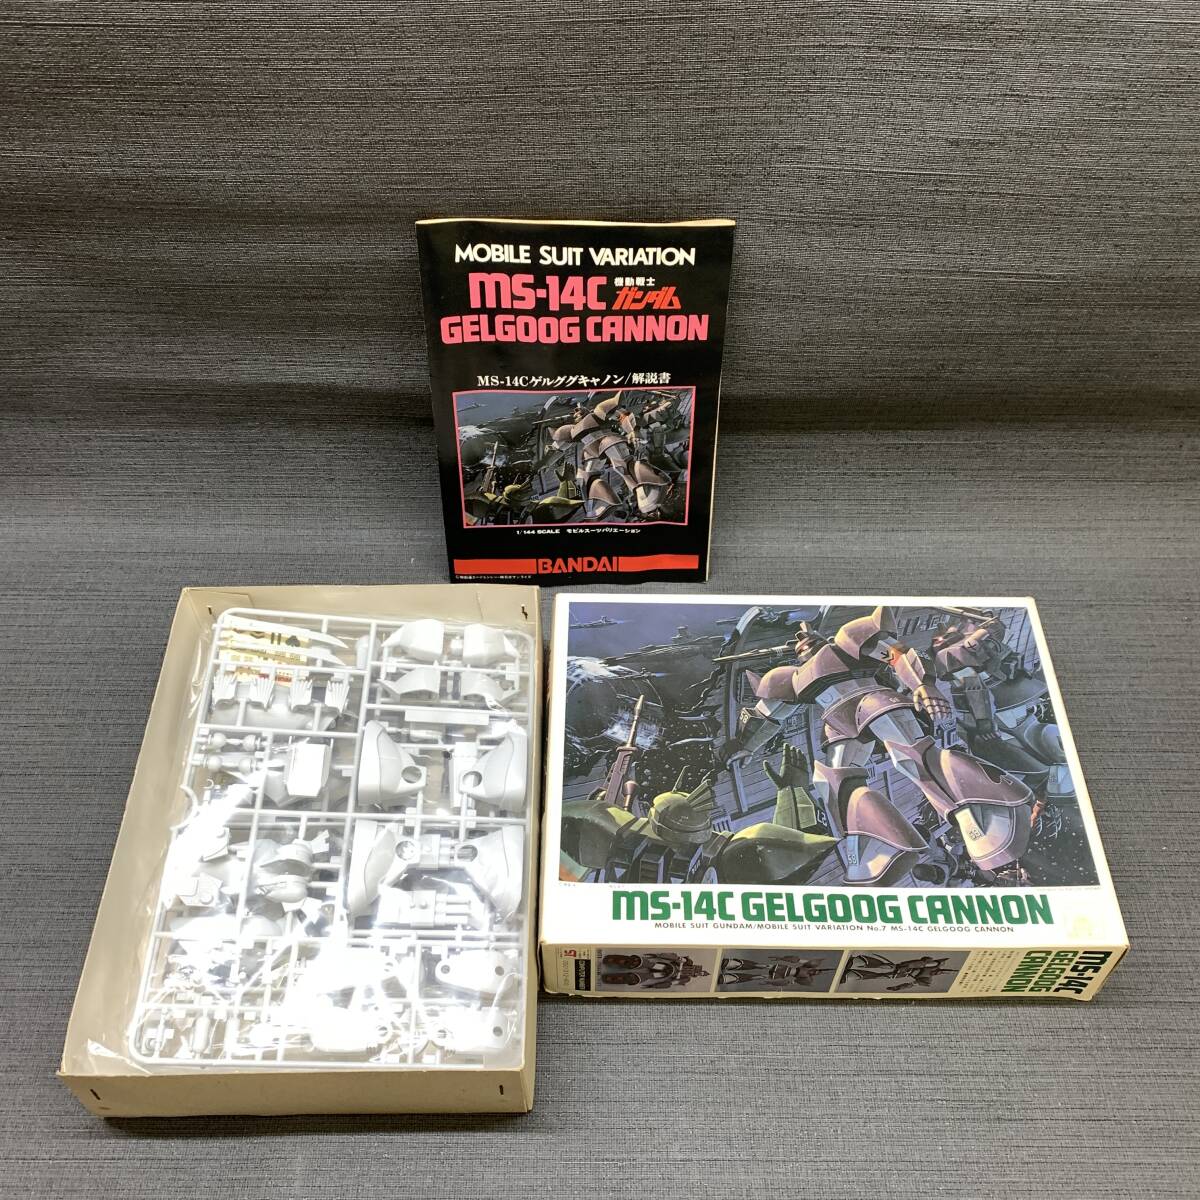 MOBILE SUIT VARIATION
MS-14C 機動戦士 ガンダム
GELGOOG CANNON
MS-14Cゲルググキャノン/解説書
1/144 SCALE モビルスーツバリエーション
BANDAI
MS-14C GELGOOG CANNON
MOBILE SUIT GUNDAM/MOBILE SUIT VARIATION No.7 MS-14C GELGOOG CANNON
MS-14C
GELGOOG
CANNON